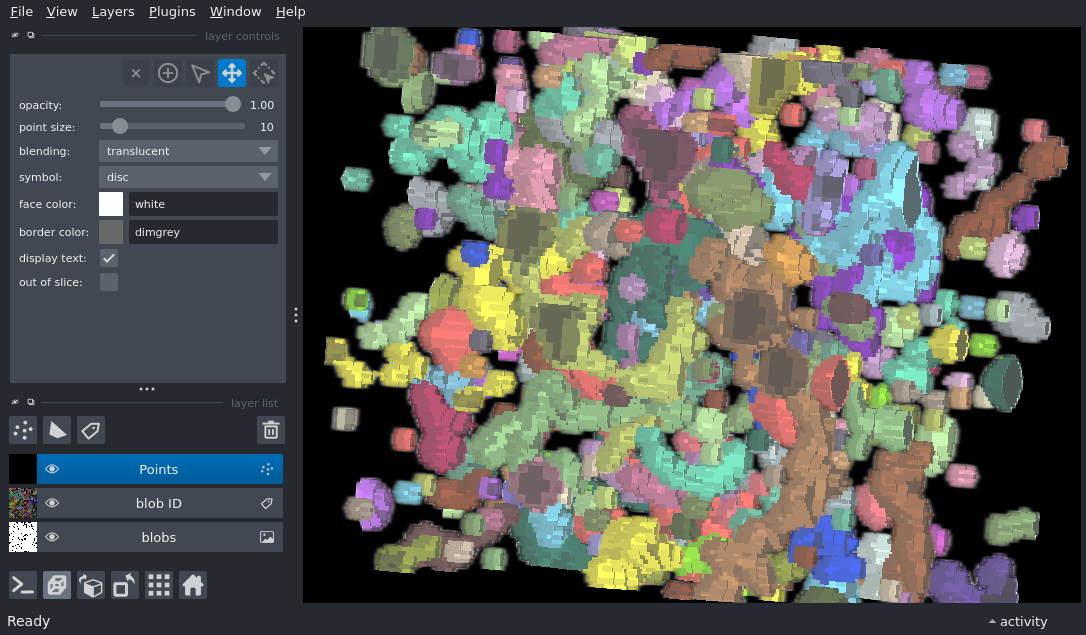 File View Layers Plugins Window Help
layer controls
opacity: 1.00
point size: 10
blending: translucent
symbol: disc
face color: white
border color: dimgrey
display text:
out of slice:
layer list
Points
blob ID
blobs
Ready
activity